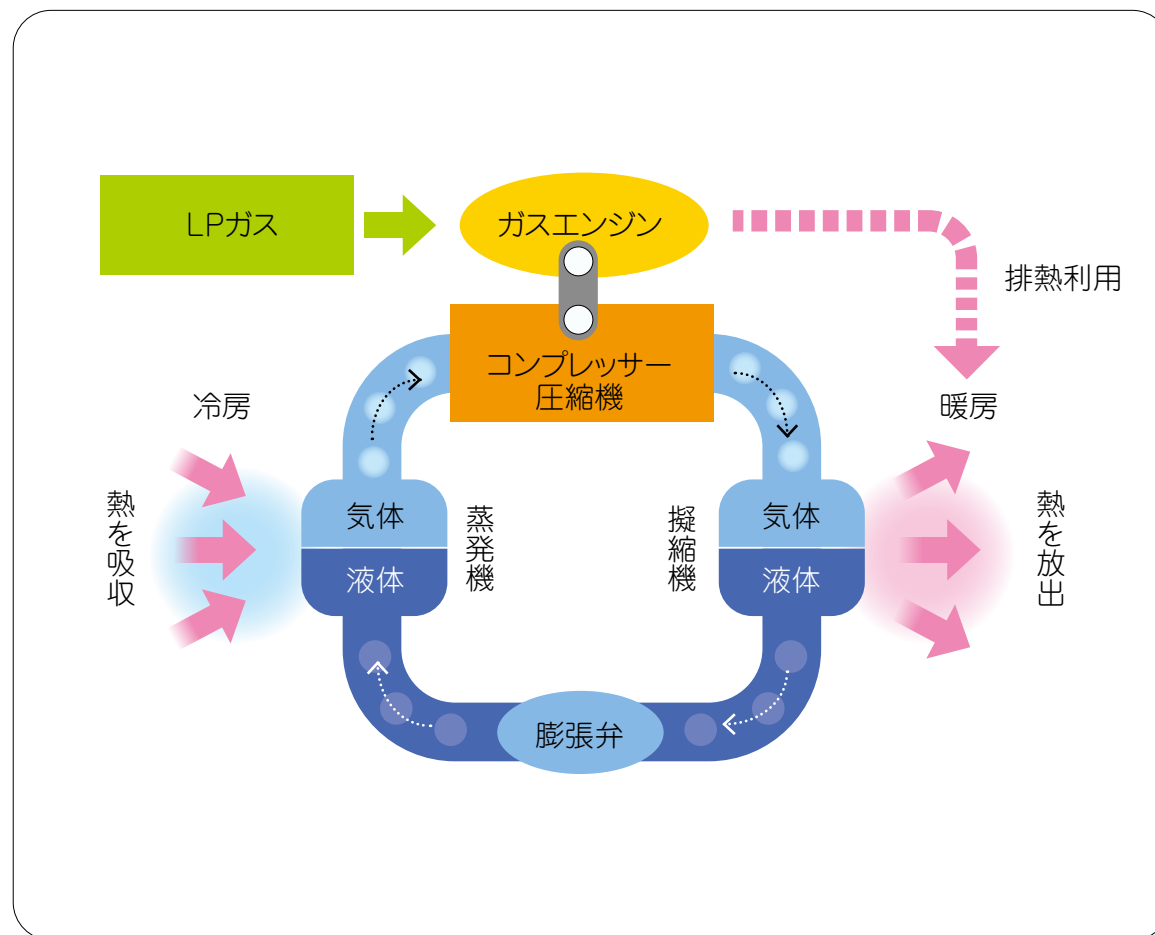 LPガス
ガスエンジン
排熱利用
コンプレッサー
圧縮機
冷房
暖房
熱を吸収
気体
液体
蒸発機
擬縮機
気体
液体
熱を放出
膨張弁